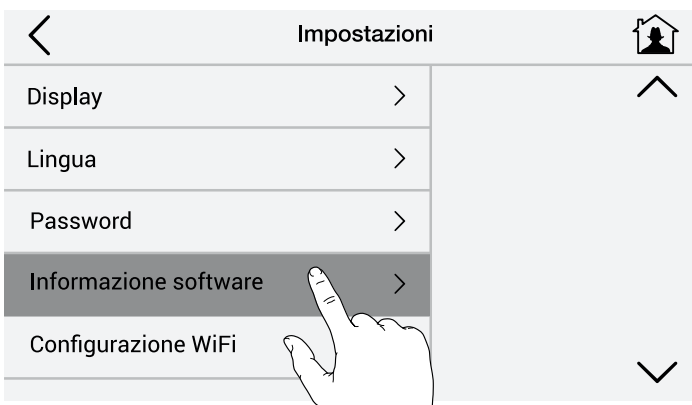 Impostazioni
Display
Lingua
Password
Informazione software
Configurazione WiFi